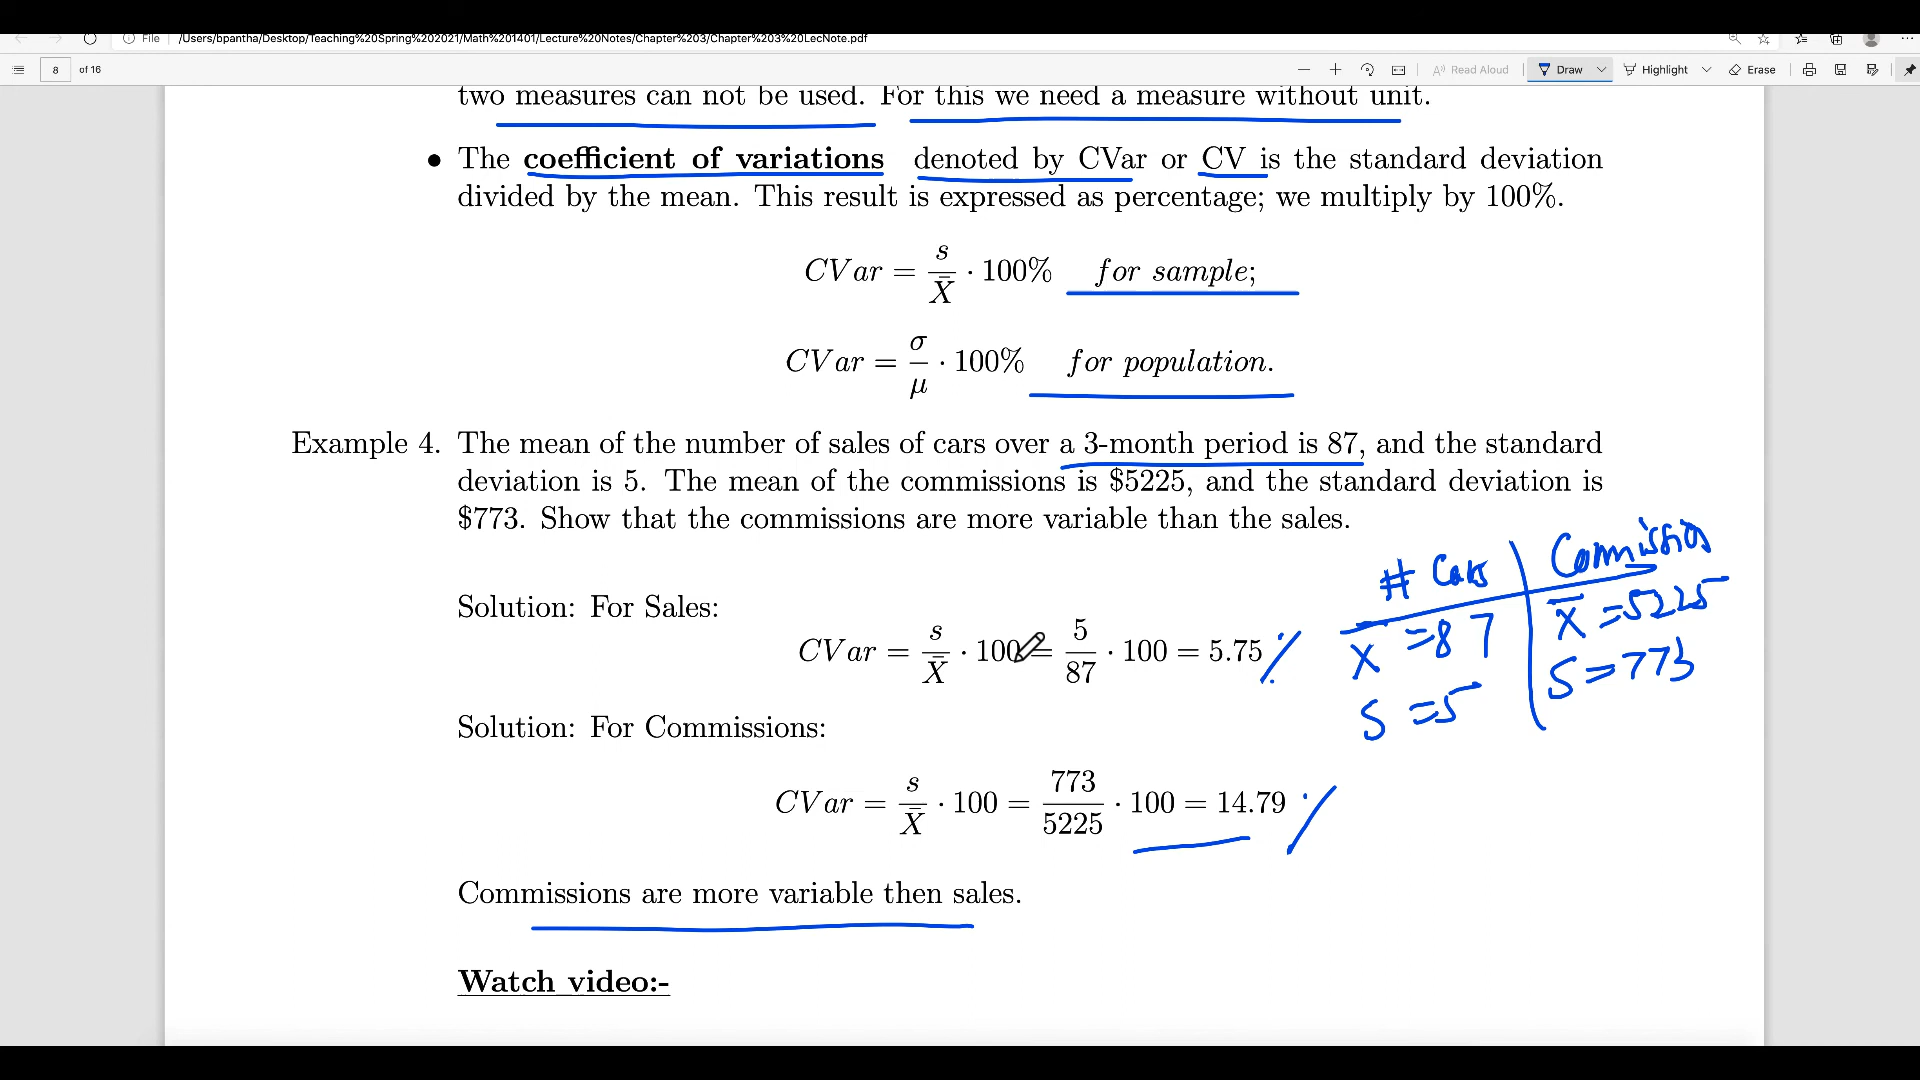 File /Users/bpantha/Desktop/Teaching%20Spring%202021/Math%201401/Lecture%20Notes/Chapter%203/Chapter%203%20LecNote.pdf
8 of 16 Read Aloud Draw Highlight Erase
two measures can not be used. For this we need a measure without unit.
• The coefficient of variations denoted by CVar or CV is the standard deviation
divided by the mean. This result is expressed as percentage; we multiply by 100%.
CVar = s/X̄ · 100% for sample;
CVar = σ/μ · 100% for population.
Example 4. The mean of the number of sales of cars over a 3-month period is 87, and the standard
deviation is 5. The mean of the commissions is $5225, and the standard deviation is
$773. Show that the commissions are more variable than the sales.
# Cars | Commission
X̄ = 87 | X̄ = 5225
S = 5 | S = 773
Solution: For Sales:
CVar = s/X̄ · 100 = 5/87 · 100 = 5.75 %
Solution: For Commissions:
CVar = s/X̄ · 100 = 773/5225 · 100 = 14.79 %
Commissions are more variable then sales.
Watch video:-